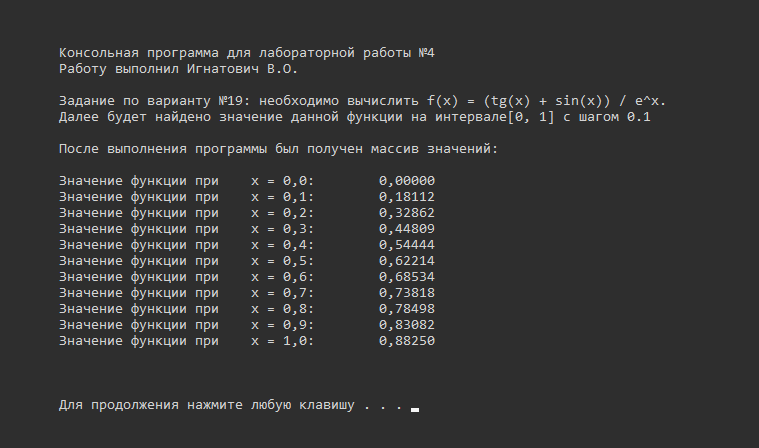 Консольная программа для лабораторной работы №4
Работу выполнил Игнатович В.О.
Задание по варианту №19: необходимо вычислить f(x) = (tg(x) + sin(x)) / e^x.
Далее будет найдено значение данной функции на интервале[0, 1] с шагом 0.1
После выполнения программы был получен массив значений:
Значение функции при x = 0,0: 0,00000
Значение функции при x = 0,1: 0,18112
Значение функции при x = 0,2: 0,32862
Значение функции при x = 0,3: 0,44809
Значение функции при x = 0,4: 0,54444
Значение функции при x = 0,5: 0,62214
Значение функции при x = 0,6: 0,68534
Значение функции при x = 0,7: 0,73818
Значение функции при x = 0,8: 0,78498
Значение функции при x = 0,9: 0,83082
Значение функции при x = 1,0: 0,88250
Для продолжения нажмите любую клавишу . . .